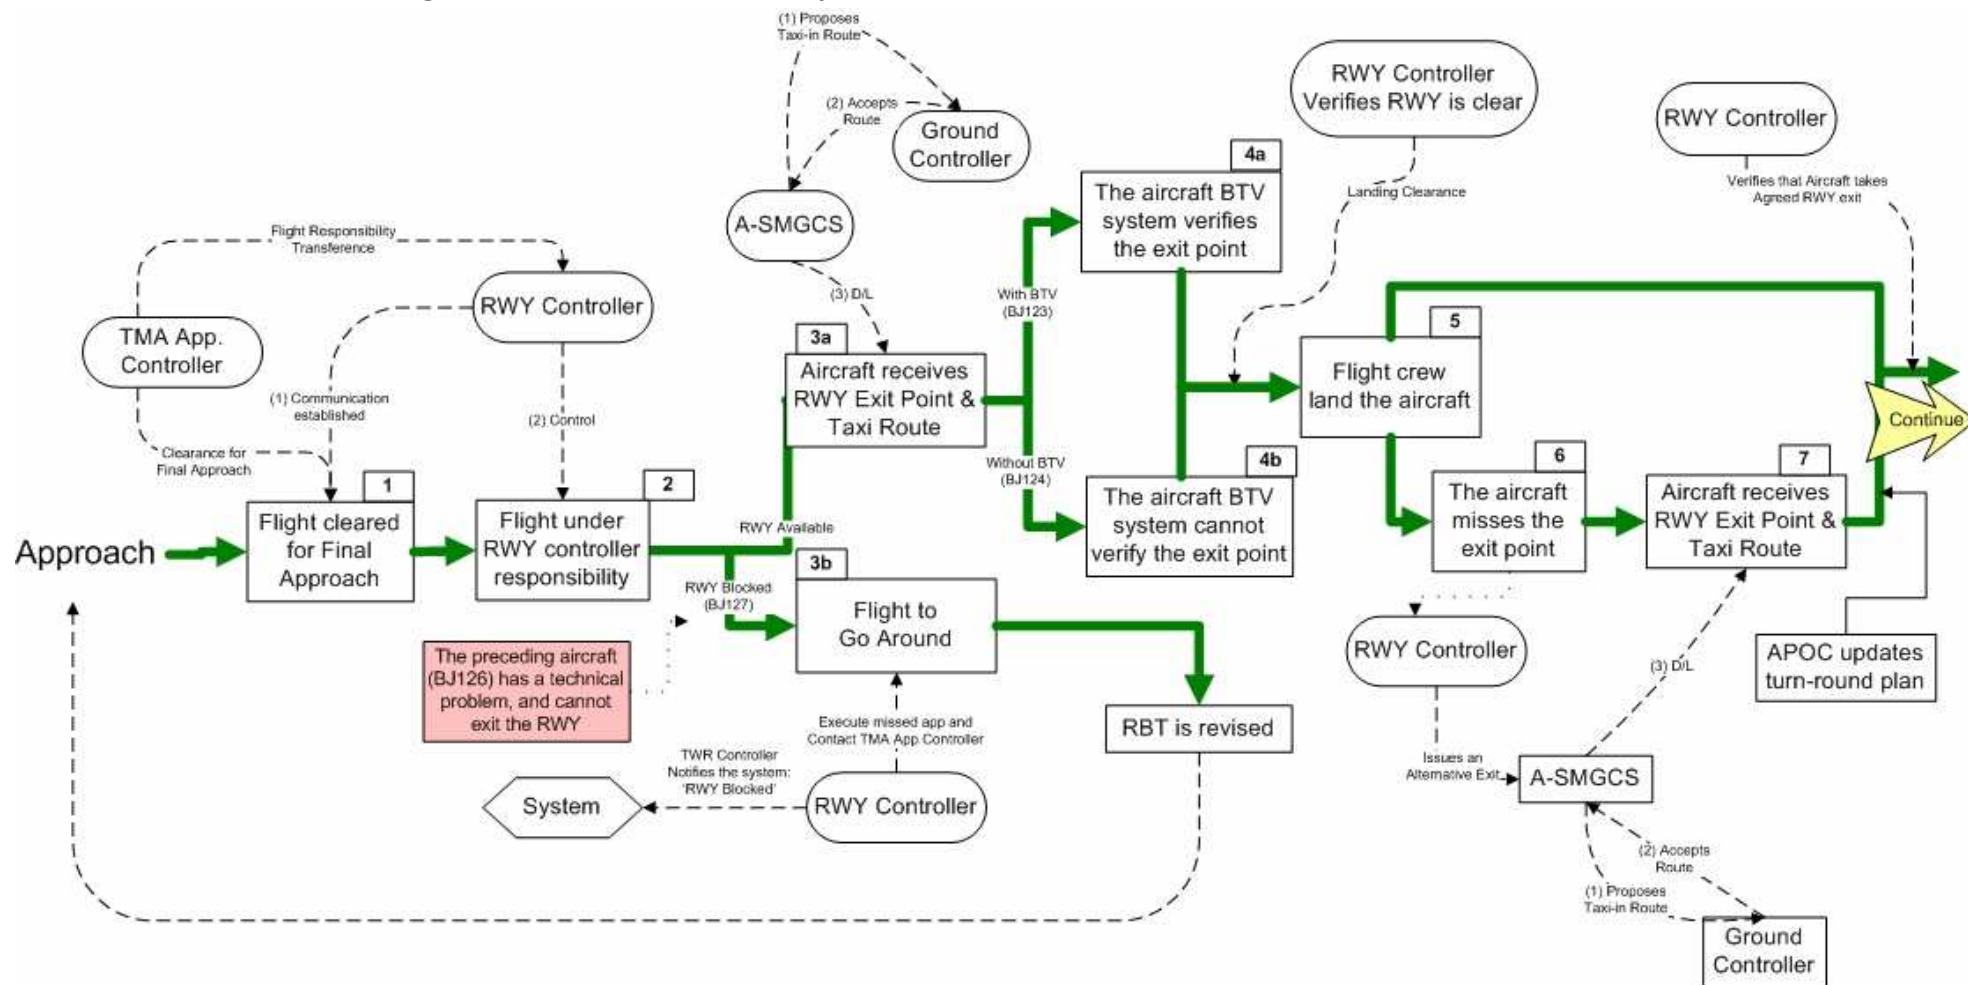 (1) Proposes
Taxi-in Route
(2) Accepts
Route
Ground
Controller
A-SMGCS
(3) D/L
RWY Controller
Verifies RWY is clear
Landing Clearance
RWY Controller
Verifies that Aircraft takes
Agreed RWY exit
Flight Responsibility
Transference
RWY Controller
TMA App.
Controller
(1) Communication
established
(2) Control
Clearance for
Final Approach
Approach
1
Flight cleared
for Final
Approach
2
Flight under
RWY controller
responsibility
RWY Available
RWY Blocked
(BJ127)
3a
Aircraft receives
RWY Exit Point &
Taxi Route
3b
Flight to
Go Around
With BTV
(BJ123)
Without BTV
(BJ124)
4a
The aircraft BTV
system verifies
the exit point
4b
The aircraft BTV
system cannot
verify the exit point
5
Flight crew
land the aircraft
6
The aircraft
misses the
exit point
7
Aircraft receives
RWY Exit Point &
Taxi Route
Continue
The preceding aircraft
(BJ126) has a technical
problem, and cannot
exit the RWY
Execute missed app and
Contact TMA App Controller
TWR Controller
Notifies the system:
'RWY Blocked'
System
RWY Controller
RBT is revised
RWY Controller
Issues an
Alternative Exit
A-SMGCS
(3) D/L
APOC updates
turn-round plan
(2) Accepts
Route
(1) Proposes
Taxi-in Route
Ground
Controller